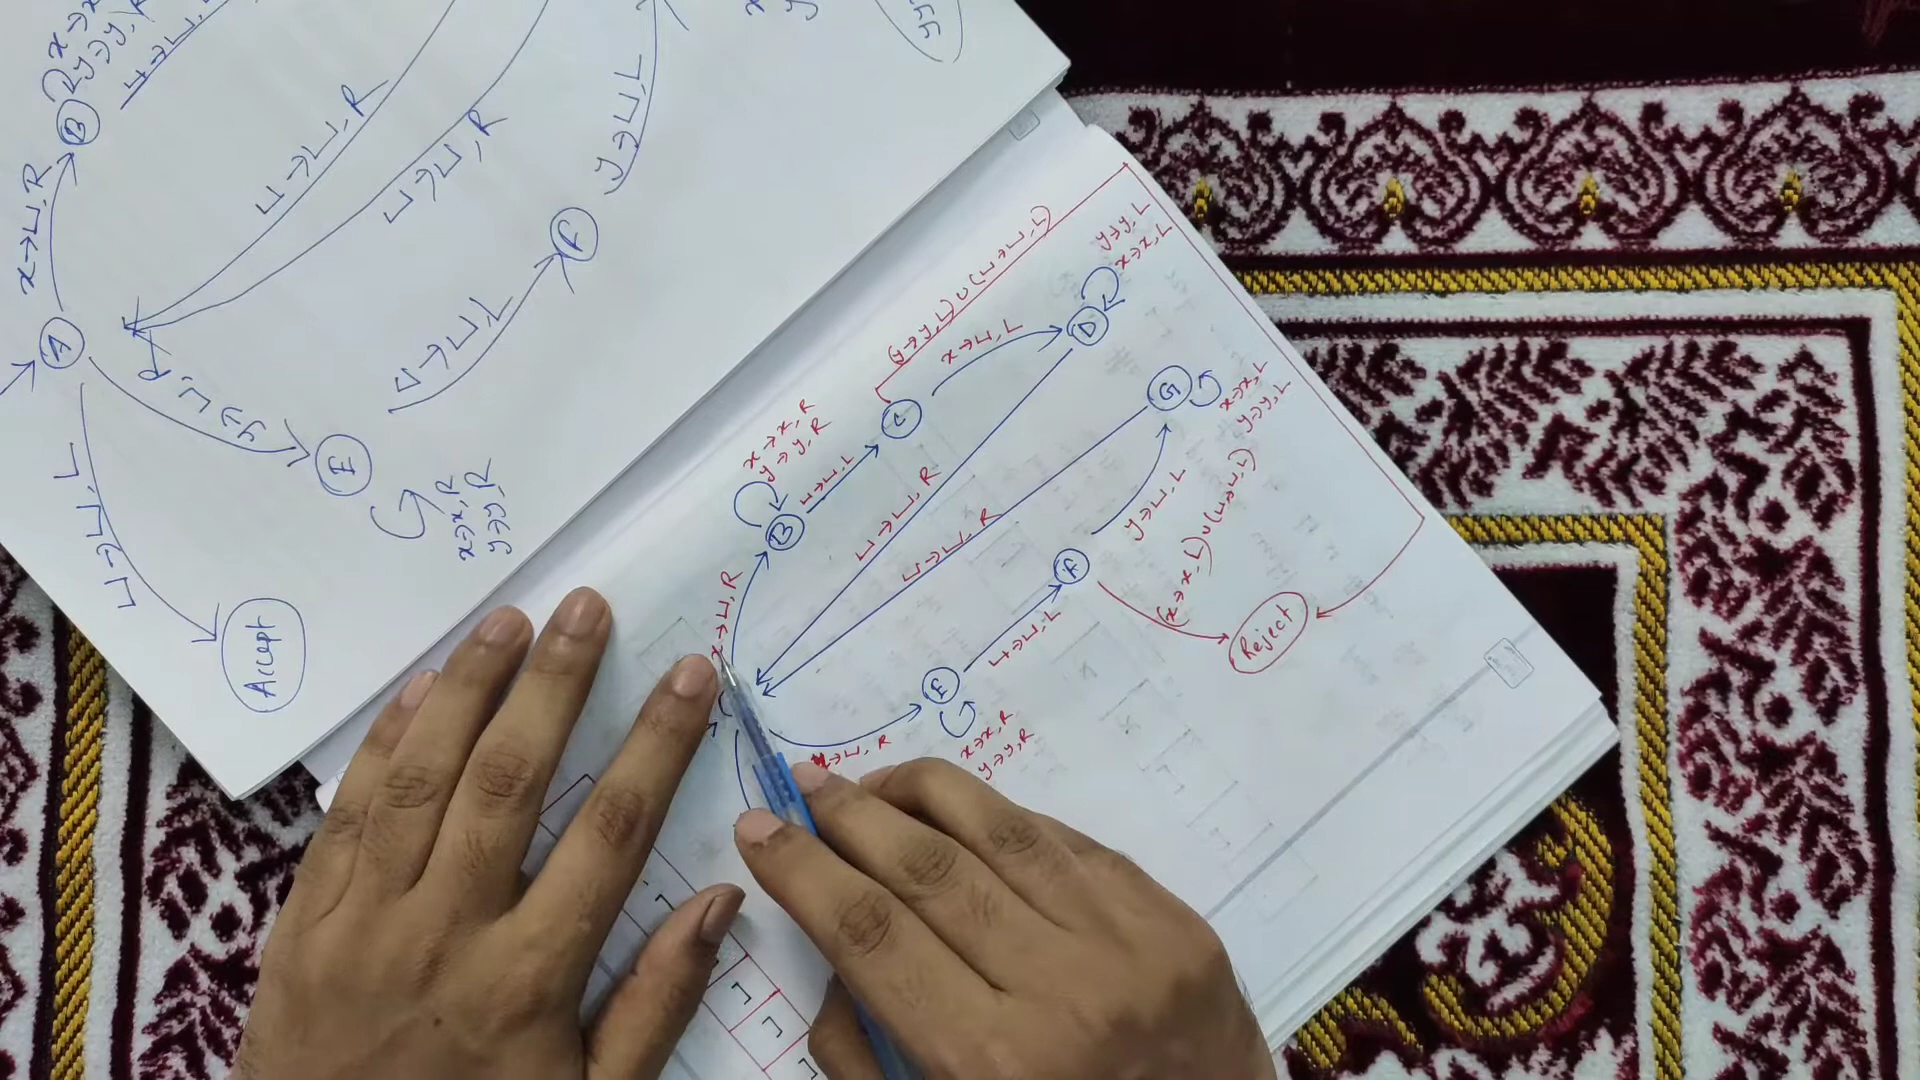 y→y, R
⊔→⊔,
B
x→⊔, R
⊔→⊔, R
⊔→⊔, R
y→⊔, L
F
A
y→⊔, R
⊔→⊔, L
E
x→x, R
y→y, R
⊔→⊔, L
Accept
(y→y, L) ∪ (⊔→⊔, L)
y→y, L
x→x, L
D
x→⊔, L
C
G
x→x, L
y→y, L
x→x, R
y→y, R
⊔→⊔, L
B
⊔→⊔, R
⊔→⊔, R
y→⊔, L
(x→x, L) ∪ (⊔→⊔, L)
F
x→⊔, R
⊔→⊔, L
Reject
E
→⊔, R
x→x, R
y→y, R
⊔
⊔
⊔